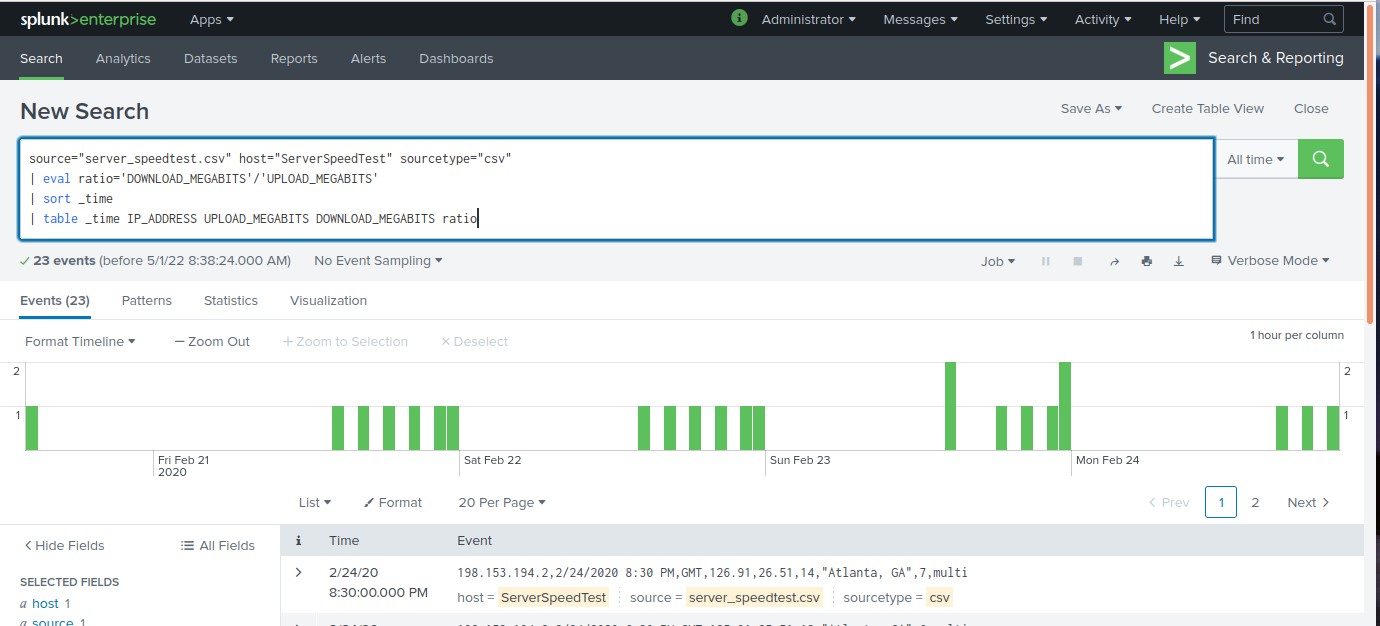 splunk>enterprise Apps Administrator Messages Settings Activity Help Find
Search Analytics Datasets Reports Alerts Dashboards Search & Reporting
New Search Save As Create Table View Close
source="server_speedtest.csv" host="ServerSpeedTest" sourcetype="csv"
| eval ratio='DOWNLOAD_MEGABITS'/'UPLOAD_MEGABITS'
| sort _time
| table _time IP_ADDRESS UPLOAD_MEGABITS DOWNLOAD_MEGABITS ratio
All time
23 events (before 5/1/22 8:38:24.000 AM) No Event Sampling Job Verbose Mode
Events (23) Patterns Statistics Visualization
Format Timeline — Zoom Out + Zoom to Selection × Deselect 1 hour per column
2 2
1 1
Fri Feb 21 Sat Feb 22 Sun Feb 23 Mon Feb 24
2020
List Format 20 Per Page < Prev 1 2 Next >
< Hide Fields All Fields i Time Event
SELECTED FIELDS
a host 1
a source 1
> 2/24/20 198.153.194.2,2/24/2020 8:30 PM,GMT,126.91,26.51,14,"Atlanta, GA",7,multi
8:30:00.000 PM host = ServerSpeedTest source = server_speedtest.csv sourcetype = csv